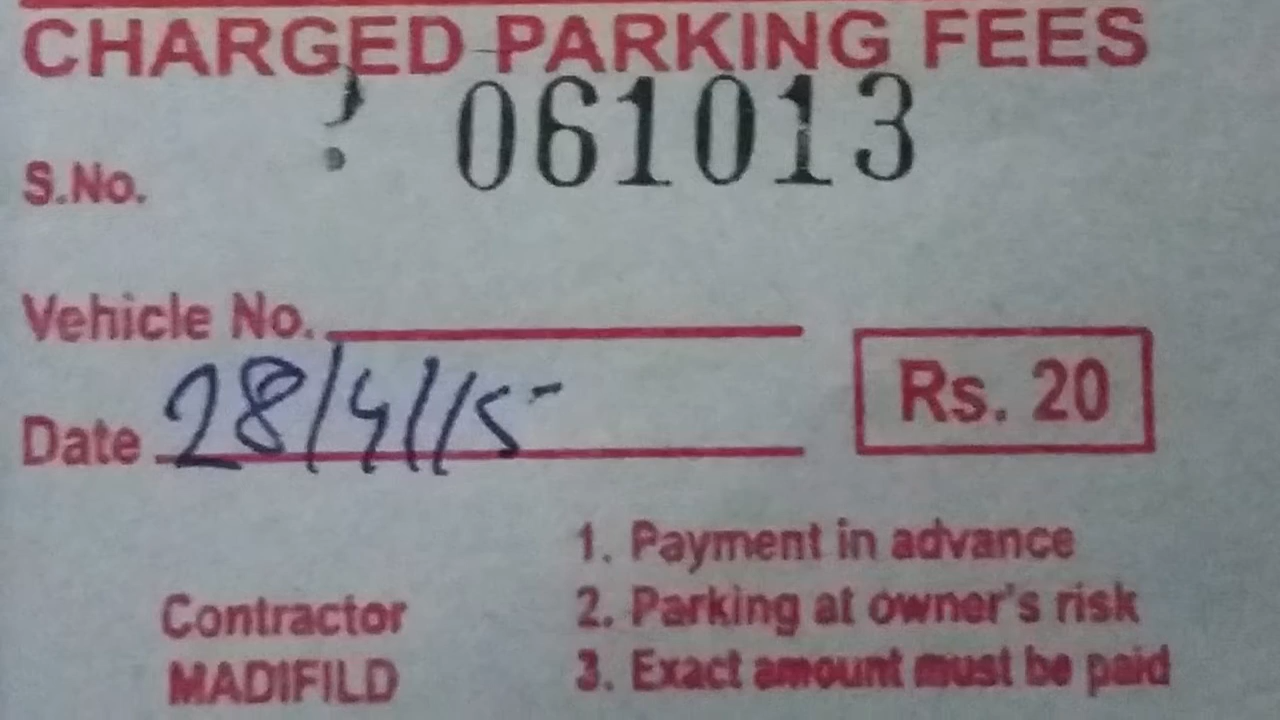 CHARGED PARKING FEES
S.No. 061013
Vehicle No.
Date 28/4/15
Rs. 20
1. Payment in advance
2. Parking at owner's risk
3. Exact amount must be paid
Contractor
MADIFILD